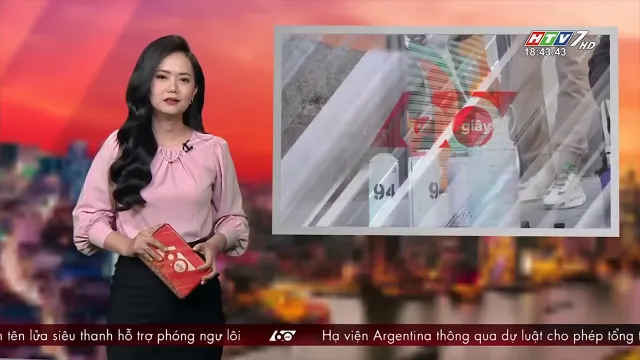 HTV7 HD
18:43:43
giây
94
9
n tên lửa siêu thanh hỗ trợ phóng ngư lôi 60 Hạ viện Argentina thông qua dự luật cho phép tổng t